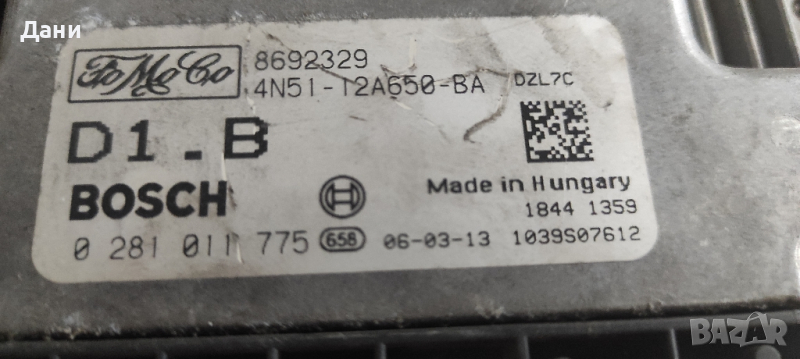 Дани
FoMoCo 8692329
4N51-12A650-BA DZL7C
D1.B
BOSCH
Made in Hungary
1844 1359
0 281 011 775 658 06-03-13 1039S07612
BAZAR